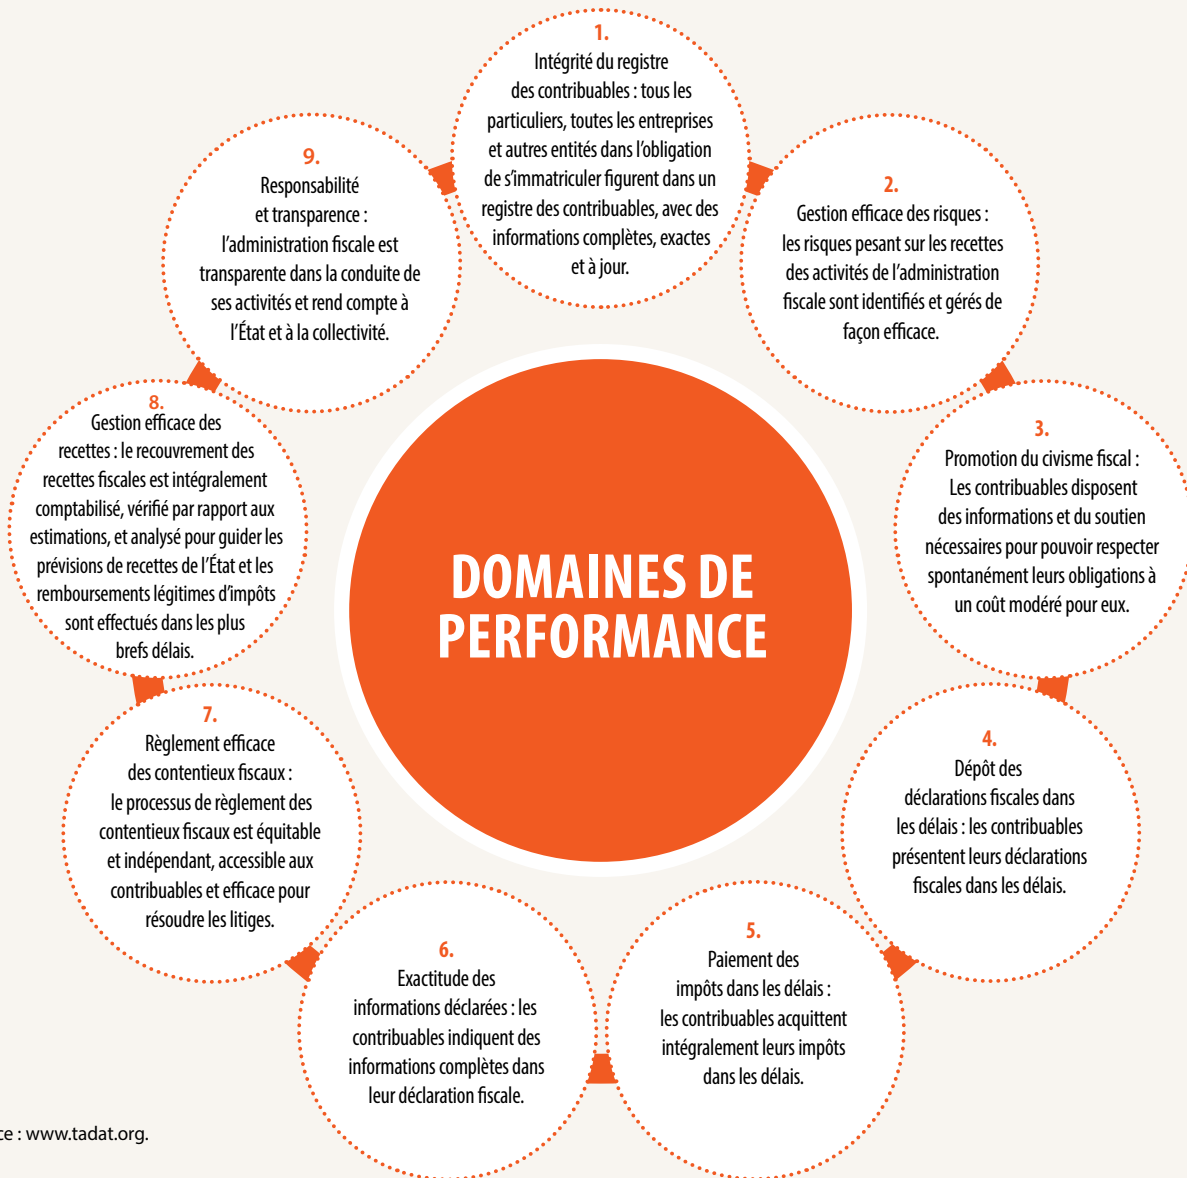 1.
Intégrité du registre
des contribuables : tous les
particuliers, toutes les entreprises
et autres entités dans l’obligation
de s’immatriculer figurent dans un
registre des contribuables, avec des
informations complètes, exactes
et à jour.
2.
Gestion efficace des risques :
les risques pesant sur les recettes
des activités de l’administration
fiscale sont identifiés et gérés de
façon efficace.
3.
Promotion du civisme fiscal :
Les contribuables disposent
des informations et du soutien
nécessaires pour pouvoir respecter
spontanément leurs obligations à
un coût modéré pour eux.
4.
Dépôt des
déclarations fiscales dans
les délais : les contribuables
présentent leurs déclarations
fiscales dans les délais.
5.
Paiement des
impôts dans les délais :
les contribuables acquittent
intégralement leurs impôts
dans les délais.
6.
Exactitude des
informations déclarées : les
contribuables indiquent des
informations complètes dans
leur déclaration fiscale.
7.
Règlement efficace
des contentieux fiscaux :
le processus de règlement des
contentieux fiscaux est équitable
et indépendant, accessible aux
contribuables et efficace pour
résoudre les litiges.
8.
Gestion efficace des
recettes : le recouvrement des
recettes fiscales est intégralement
comptabilisé, vérifié par rapport aux
estimations, et analysé pour guider les
prévisions de recettes de l’État et les
remboursements légitimes d’impôts
sont effectués dans les plus
brefs délais.
9.
Responsabilité
et transparence :
l’administration fiscale est
transparente dans la conduite de
ses activités et rend compte à
l’État et à la collectivité.
DOMAINES DE
PERFORMANCE
ce : www.tadat.org.